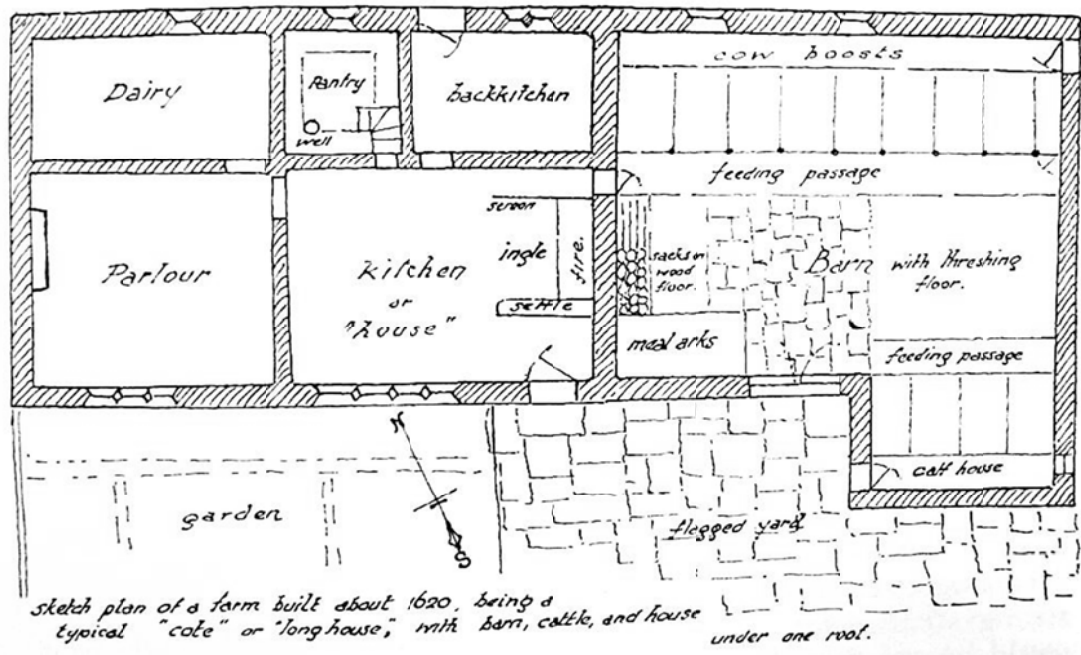 cow boosts
Dairy
Pantry
backkitchen
well
feeding passage
screen
Parlour
kitchen
or
"house"
ingle
fire.
settle
sacks on
wood
floor.
Barn
with threshing
floor.
meal arks
feeding passage
calf house
N
S
garden
flagged yard
sketch plan of a farm built about 1620, being a
typical "cote" or "long house," with barn, cattle, and house
under one roof.